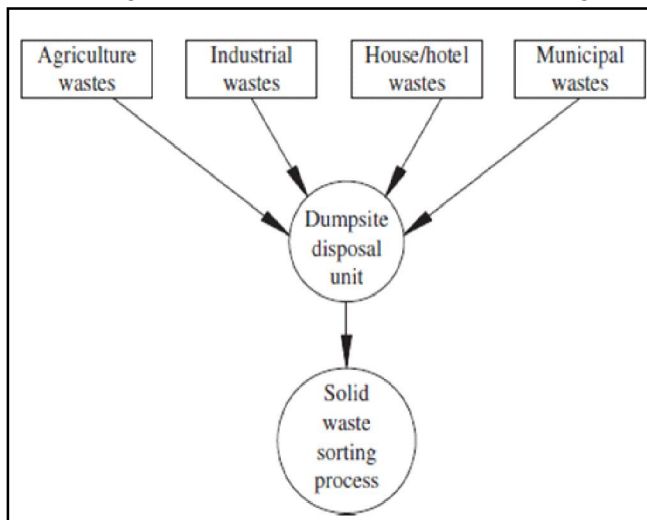 Agriculture
wastes
Industrial
wastes
House/hotel
wastes
Municipal
wastes
Dumpsite
disposal
unit
Solid
waste
sorting
process